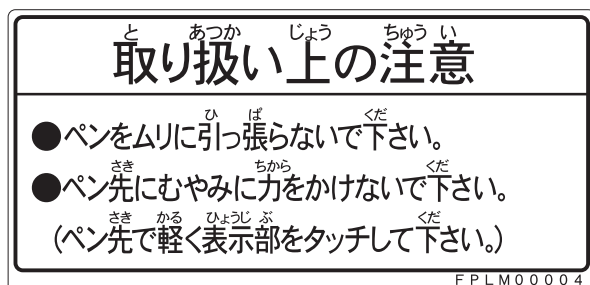 取り扱い上の注意
●ペンをムリに引っ張らないで下さい。
●ペン先にむやみに力をかけないで下さい。
（ペン先で軽く表示部をタッチして下さい。）
FPLM00004